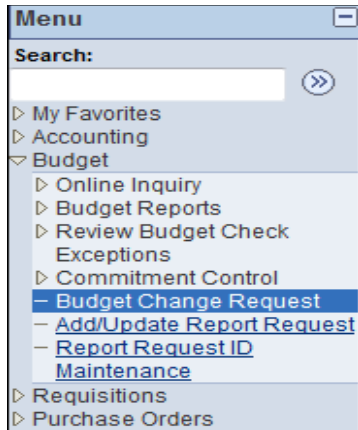 Menu
Search:
My Favorites
Accounting
Budget
Online Inquiry
Budget Reports
Review Budget Check
Exceptions
Commitment Control
Budget Change Request
Add/Update Report Request
Report Request ID
Maintenance
Requisitions
Purchase Orders